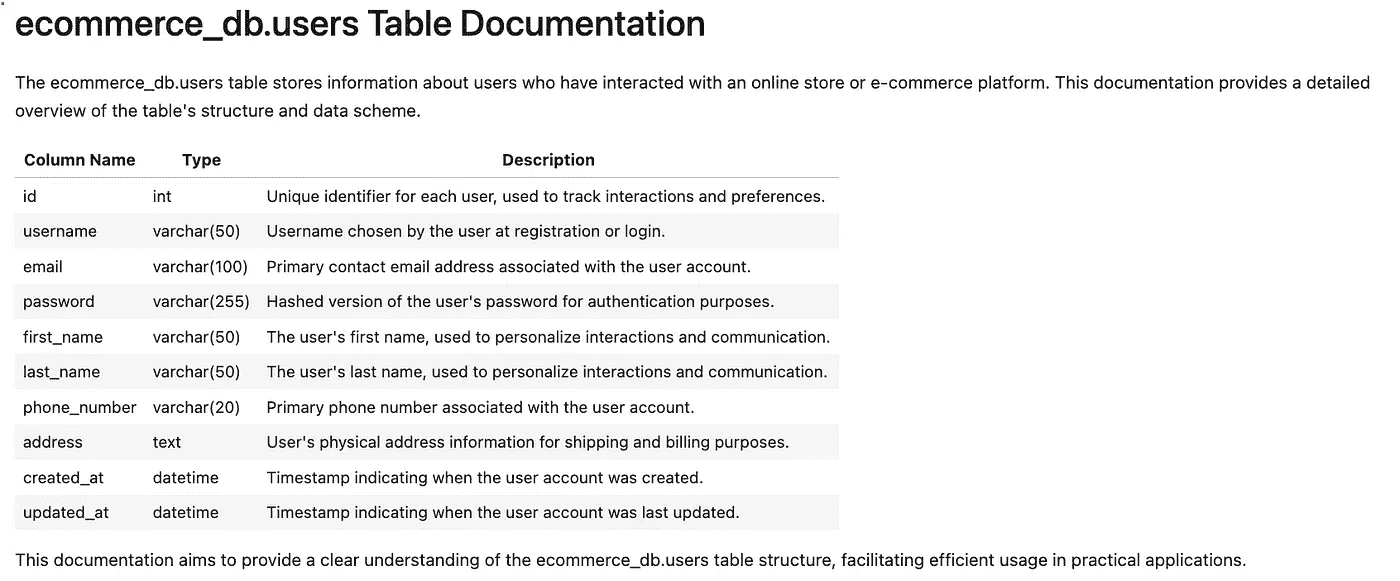 ecommerce_db.users Table Documentation
The ecommerce_db.users table stores information about users who have interacted with an online store or e-commerce platform. This documentation provides a detailed
overview of the table's structure and data scheme.
Column Name Type Description
id int Unique identifier for each user, used to track interactions and preferences.
username varchar(50) Username chosen by the user at registration or login.
email varchar(100) Primary contact email address associated with the user account.
password varchar(255) Hashed version of the user's password for authentication purposes.
first_name varchar(50) The user's first name, used to personalize interactions and communication.
last_name varchar(50) The user's last name, used to personalize interactions and communication.
phone_number varchar(20) Primary phone number associated with the user account.
address text User's physical address information for shipping and billing purposes.
created_at datetime Timestamp indicating when the user account was created.
updated_at datetime Timestamp indicating when the user account was last updated.
This documentation aims to provide a clear understanding of the ecommerce_db.users table structure, facilitating efficient usage in practical applications.